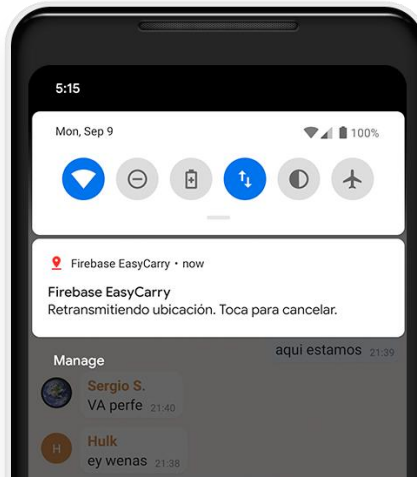 5:15
Mon, Sep 9 100%
Firebase EasyCarry • now
Firebase EasyCarry
Retransmitiendo ubicación. Toca para cancelar.
aqui estamos 21:39
Manage
Sergio S.
VA perfe 21:40
H Hulk
ey wenas 21:38